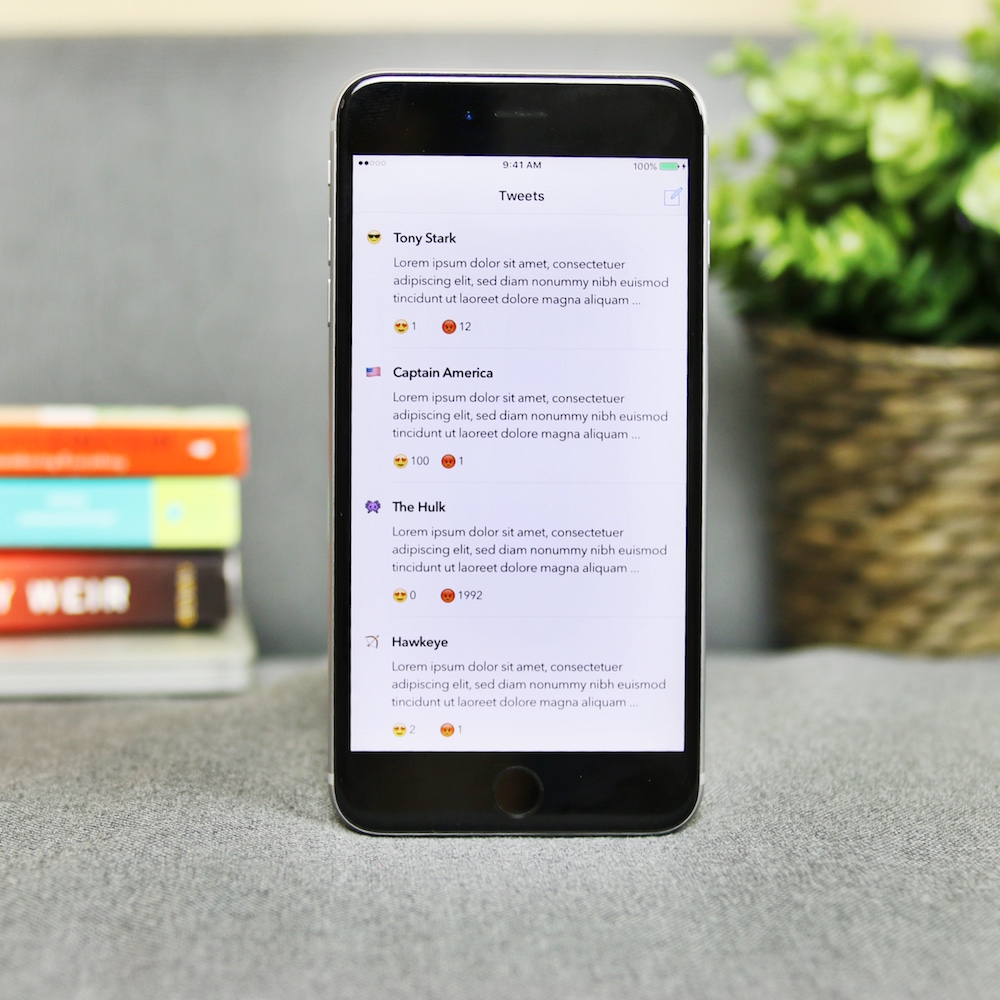 9:41 AM
100%
Tweets
Tony Stark
Lorem ipsum dolor sit amet, consectetuer
adipiscing elit, sed diam nonummy nibh euismod
tincidunt ut laoreet dolore magna aliquam ...
1 12
Captain America
Lorem ipsum dolor sit amet, consectetuer
adipiscing elit, sed diam nonummy nibh euismod
tincidunt ut laoreet dolore magna aliquam ...
100 1
The Hulk
Lorem ipsum dolor sit amet, consectetuer
adipiscing elit, sed diam nonummy nibh euismod
tincidunt ut laoreet dolore magna aliquam ...
0 1992
Hawkeye
Lorem ipsum dolor sit amet, consectetuer
adipiscing elit, sed diam nonummy nibh euismod
tincidunt ut laoreet dolore magna aliquam ...
2 1
Y WEIR